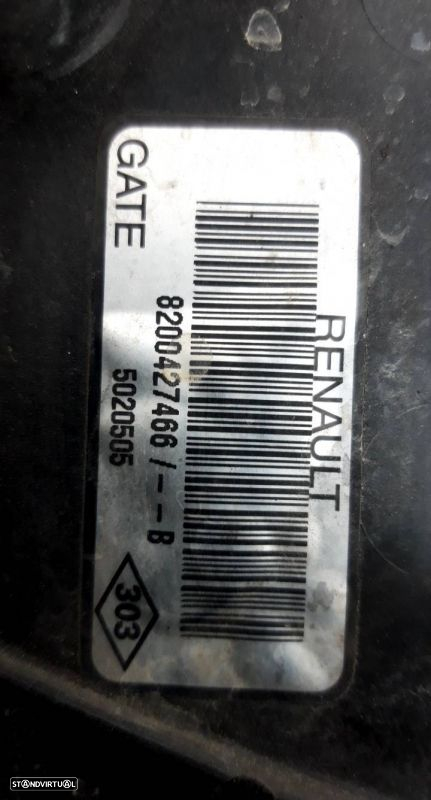 RENAULT
8200427466/--B
GATE
5020505
303
STANDVIRTUAL